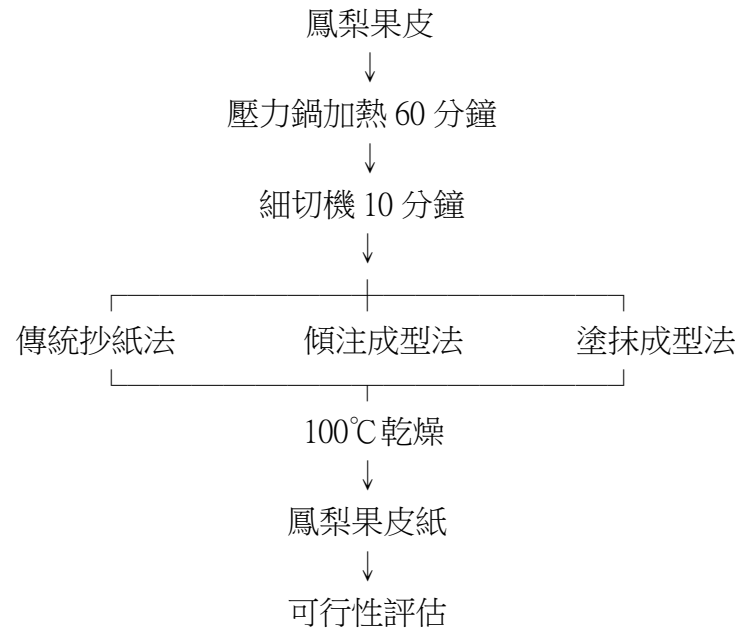 鳳梨果皮
↓
壓力鍋加熱 60 分鐘
↓
細切機 10 分鐘
↓
傳統抄紙法 傾注成型法 塗抹成型法
100℃乾燥
↓
鳳梨果皮紙
↓
可行性評估